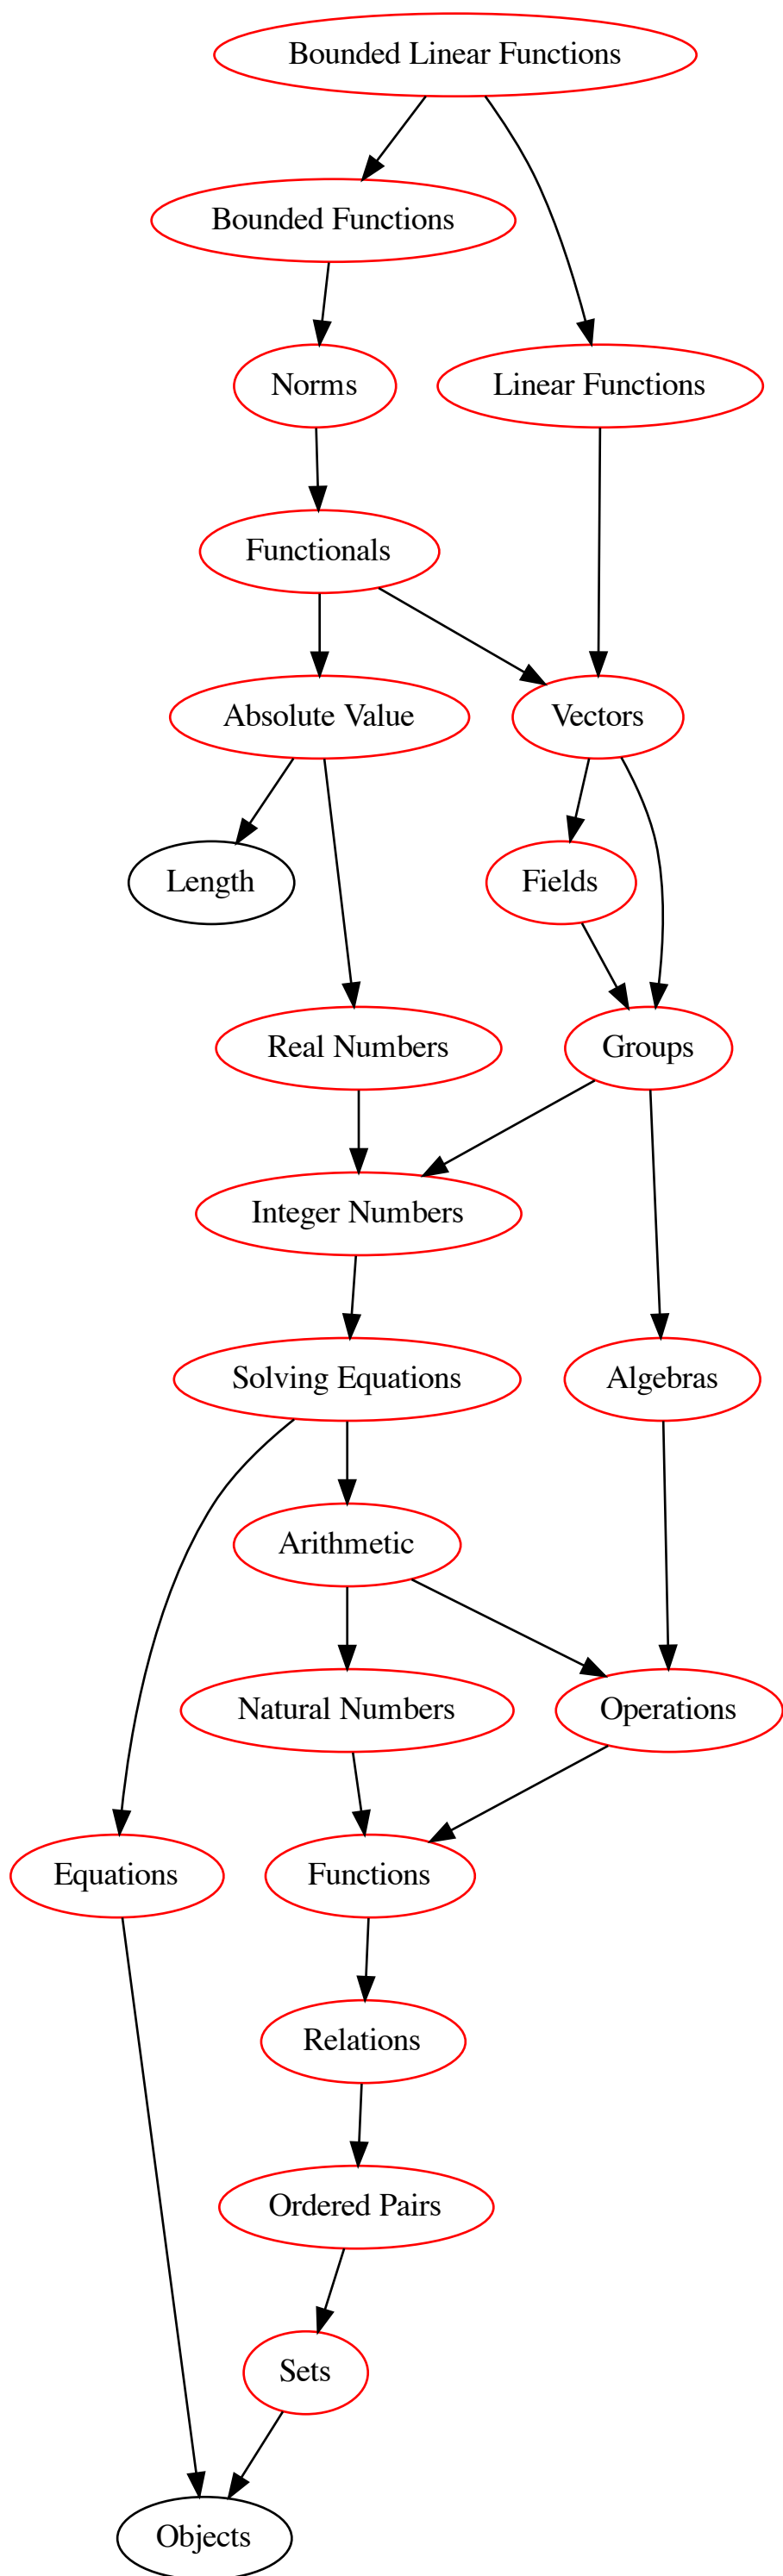 Bounded Linear Functions
Bounded Functions
Norms
Linear Functions
Functionals
Absolute Value
Vectors
Length
Fields
Real Numbers
Groups
Integer Numbers
Solving Equations
Algebras
Arithmetic
Natural Numbers
Operations
Equations
Functions
Relations
Ordered Pairs
Sets
Objects